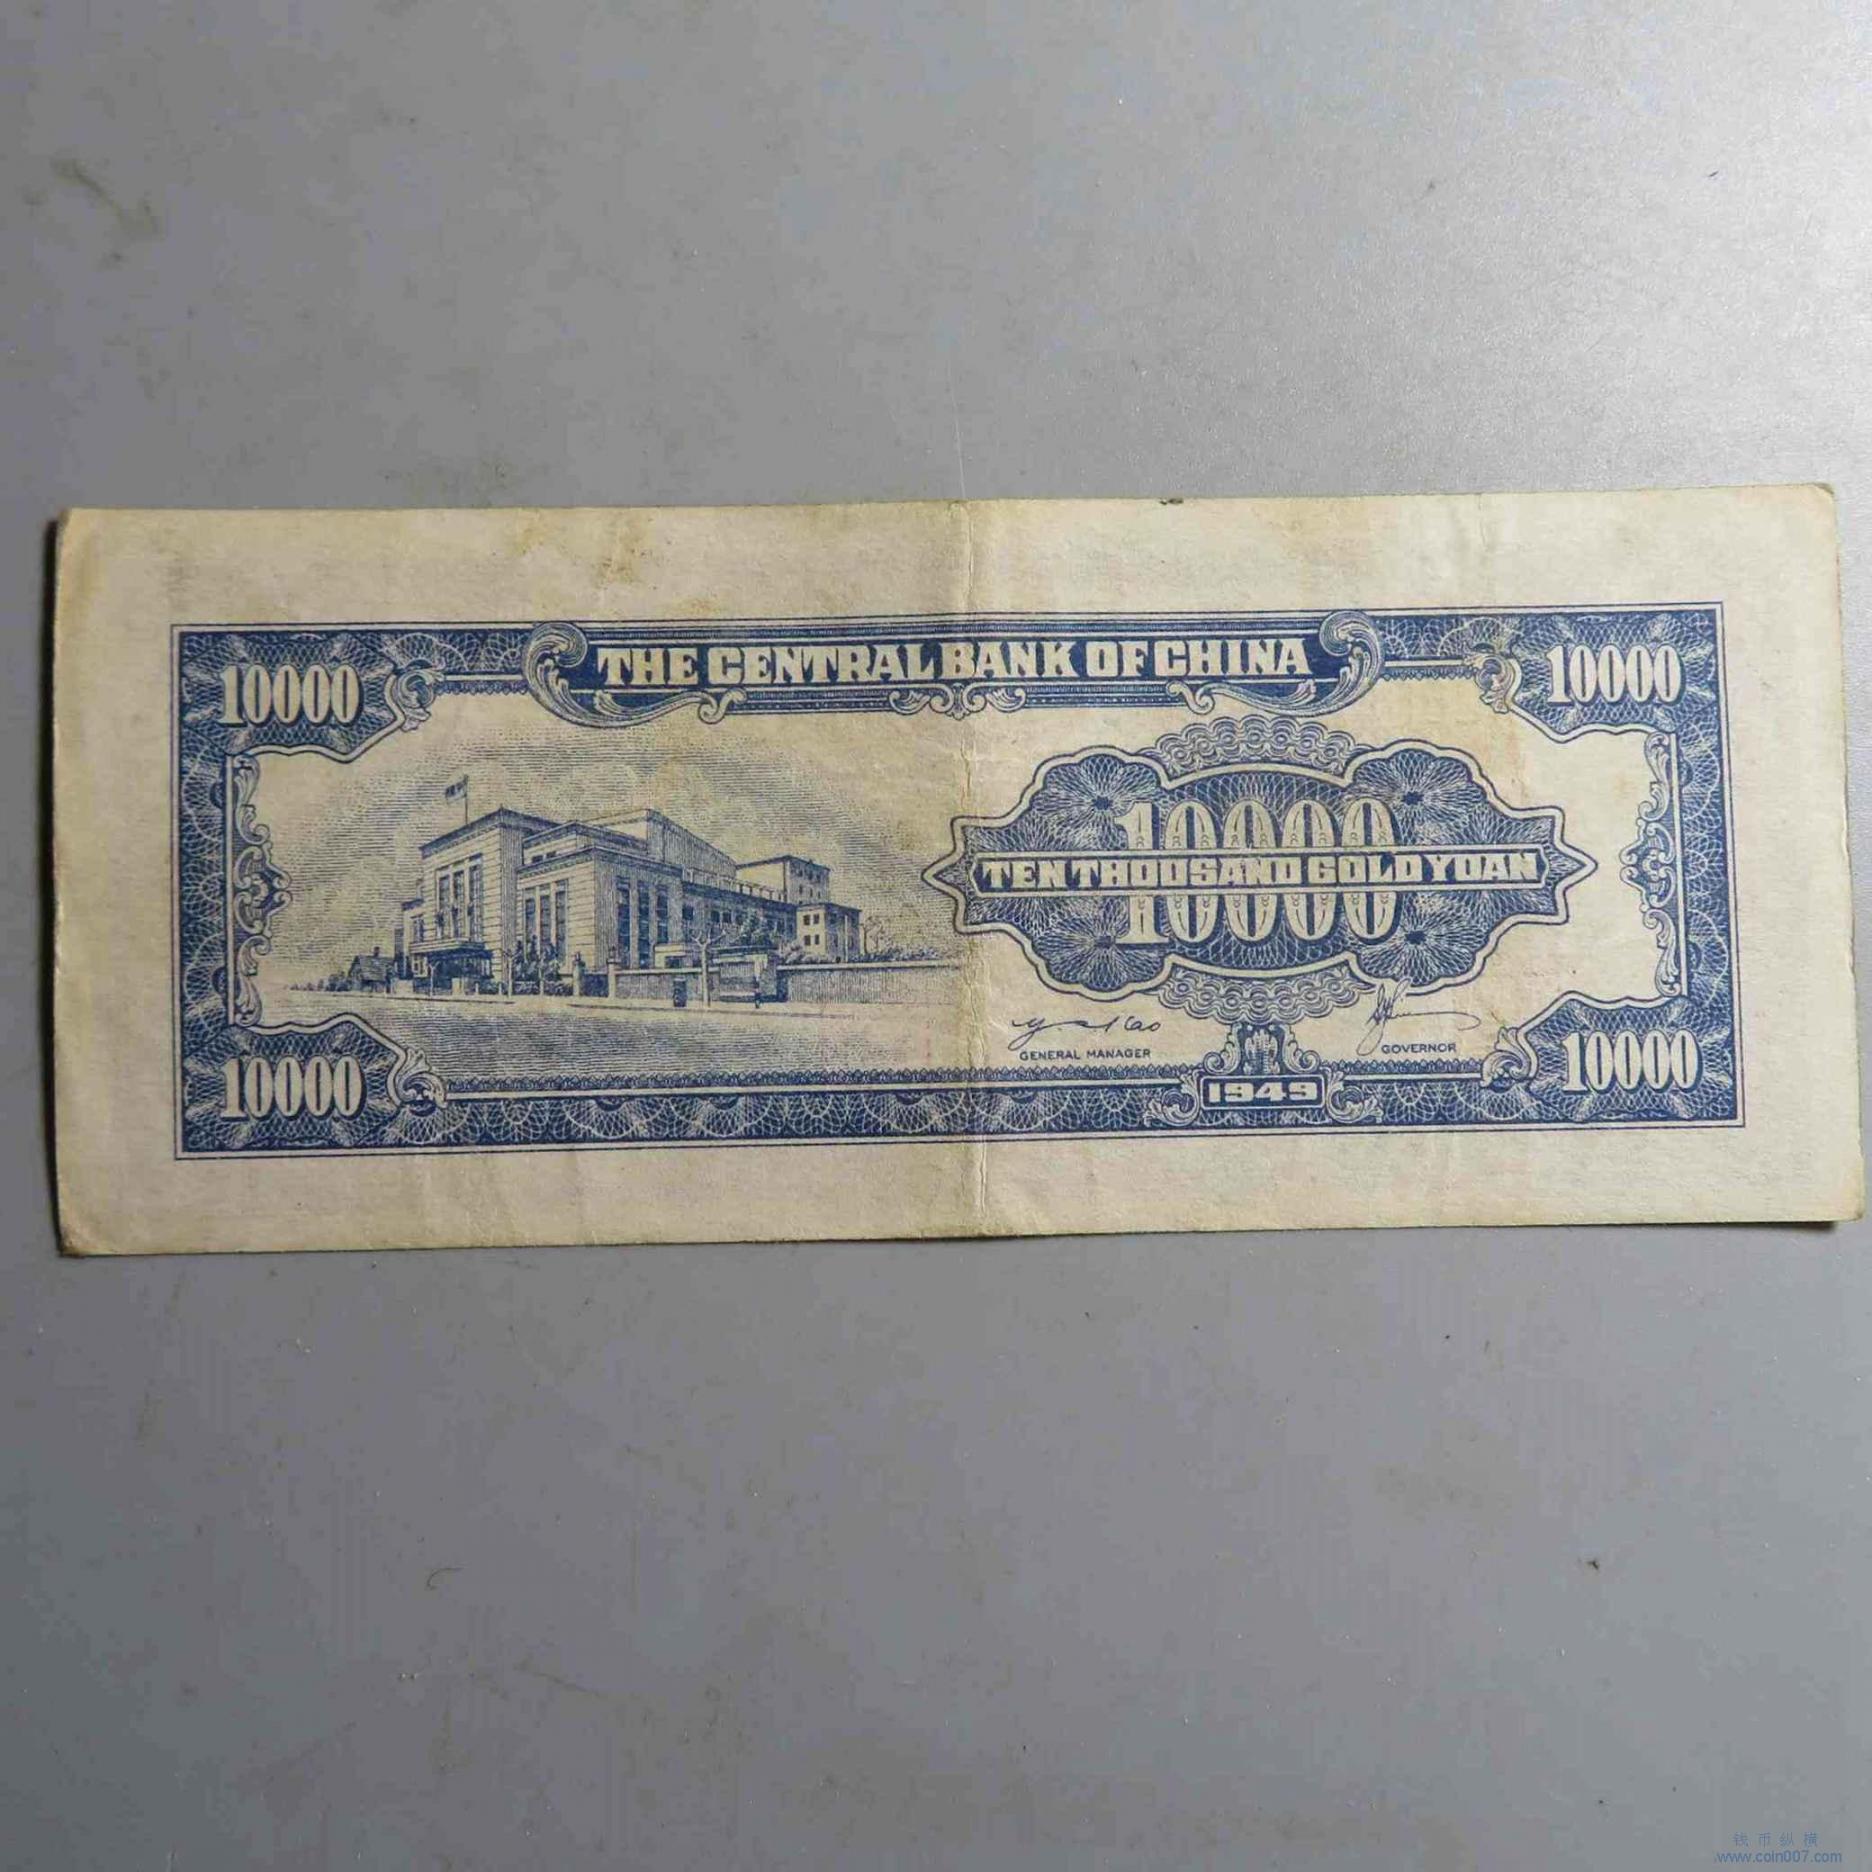 THE CENTRAL BANK OF CHINA
10000
10000
10000
TEN THOUSAND GOLD YUAN
GENERAL MANAGER
GOVERNOR
10000
1949
10000
钱币纵横
www.coin007.com